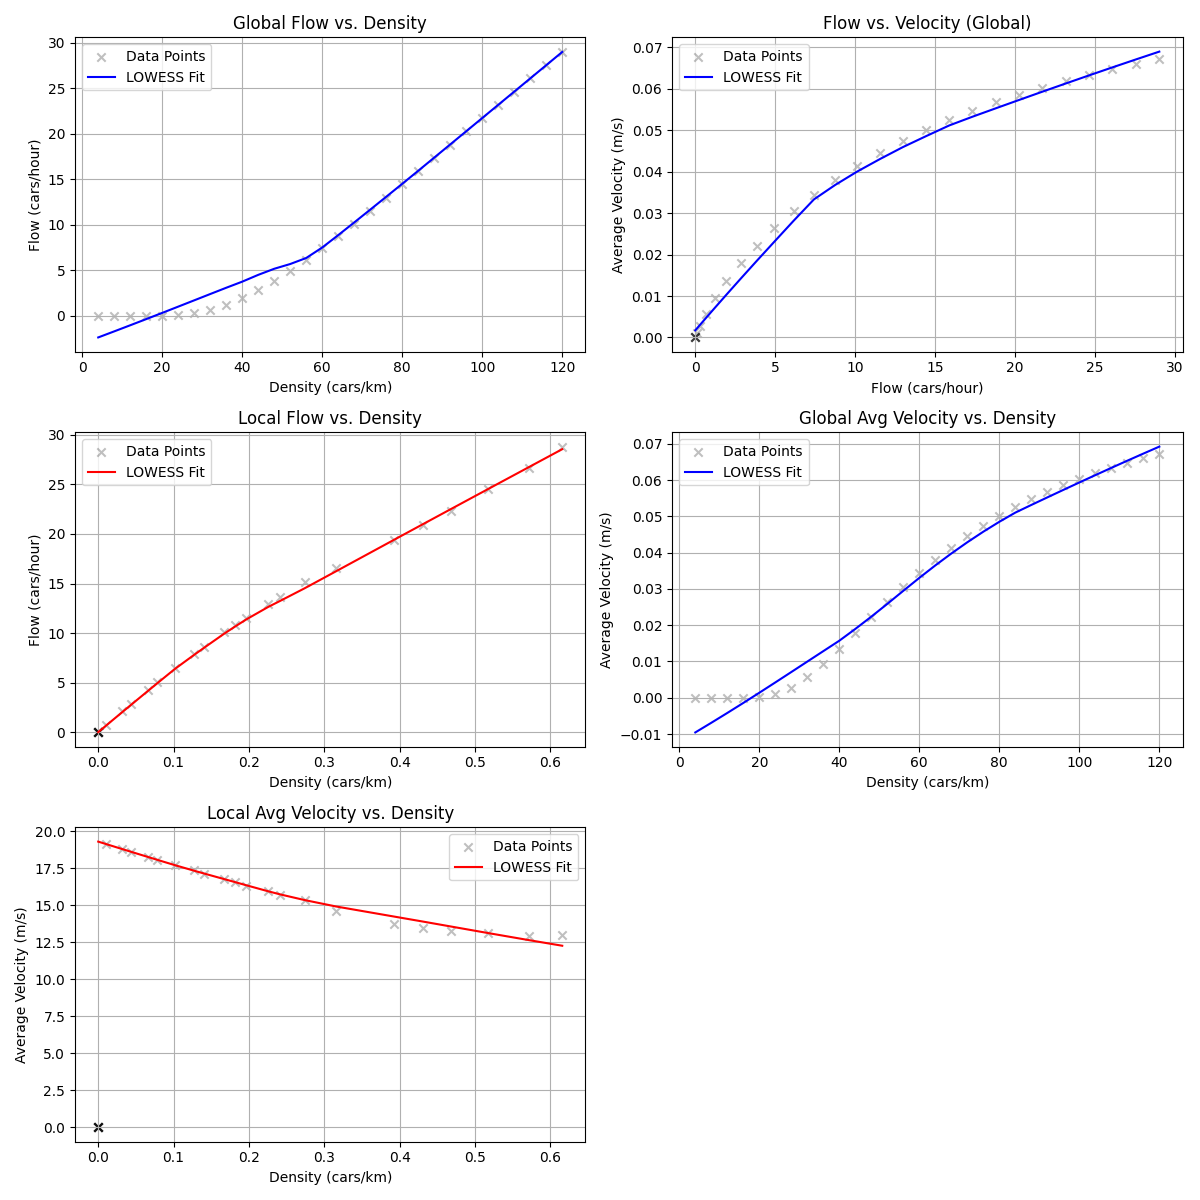 Global Flow vs. Density
Flow (cars/hour)
30
25
20
15
10
5
0
Data Points
LOWESS Fit
0 20 40 60 80 100 120
Density (cars/km)
Flow vs. Velocity (Global)
Average Velocity (m/s)
0.07
0.06
0.05
0.04
0.03
0.02
0.01
0.00
Data Points
LOWESS Fit
0 5 10 15 20 25 30
Flow (cars/hour)
Local Flow vs. Density
Flow (cars/hour)
30
25
20
15
10
5
0
Data Points
LOWESS Fit
0.0 0.1 0.2 0.3 0.4 0.5 0.6
Density (cars/km)
Global Avg Velocity vs. Density
Average Velocity (m/s)
0.07
0.06
0.05
0.04
0.03
0.02
0.01
0.00
−0.01
Data Points
LOWESS Fit
0 20 40 60 80 100 120
Density (cars/km)
Local Avg Velocity vs. Density
Average Velocity (m/s)
20.0
17.5
15.0
12.5
10.0
7.5
5.0
2.5
0.0
Data Points
LOWESS Fit
0.0 0.1 0.2 0.3 0.4 0.5 0.6
Density (cars/km)